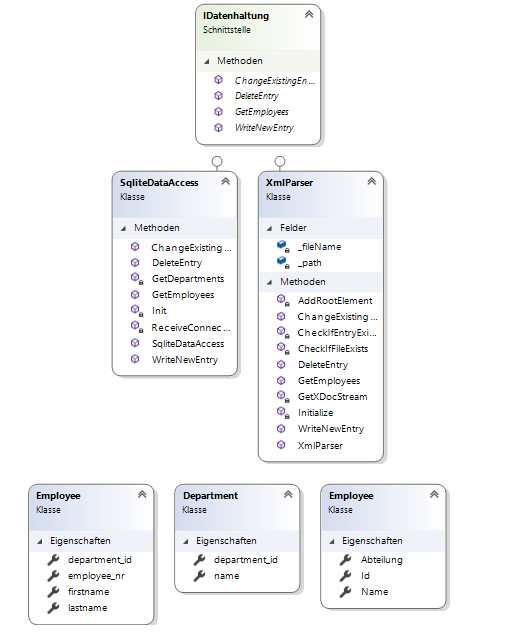 IDatenhaltung
Schnittstelle
Methoden
ChangeExistingEn ...
DeleteEntry
GetEmployees
WriteNewEntry
SqliteDataAccess
Klasse
Methoden
ChangeExisting ...
DeleteEntry
GetDepartments
GetEmployees
Init
ReceiveConnec ...
SqliteDataAccess
WriteNewEntry
XmlParser
Klasse
Felder
_fileName
_path
Methoden
AddRootElement
ChangeExisting ...
CheckIfEntryExi...
CheckIfFileExists
DeleteEntry
GetEmployees
GetXDocStream
Initialize
WriteNewEntry
XmlParser
Employee
Klasse
Eigenschaften
department_id
employee_nr
firstname
lastname
Department
Klasse
Eigenschaften
department_id
name
Employee
Klasse
Eigenschaften
Abteilung
Id
Name